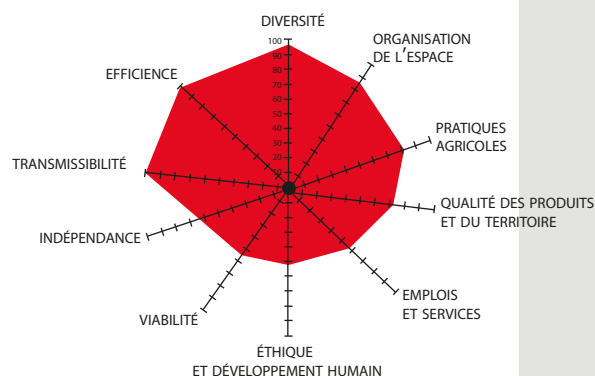 DIVERSITÉ
100
90
80
70
60
50
40
30
20
10
ORGANISATION
DE L'ESPACE
PRATIQUES
AGRICOLES
QUALITÉ DES PRODUITS
ET DU TERRITOIRE
EMPLOIS
ET SERVICES
ÉTHIQUE
ET DÉVELOPPEMENT HUMAIN
VIABILITÉ
INDÉPENDANCE
TRANSMISSIBILITÉ
EFFICIENCE